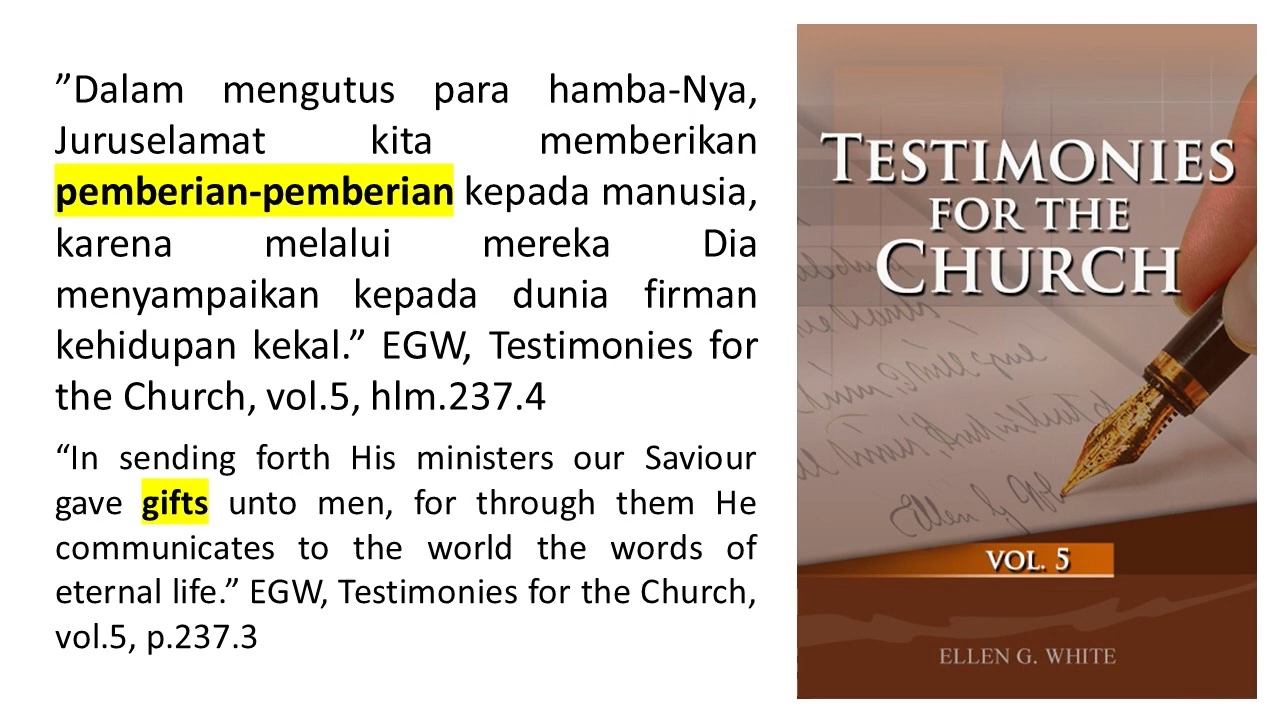 ”Dalam mengutus para hamba-Nya,
Juruselamat kita memberikan
pemberian-pemberian kepada manusia,
karena melalui mereka Dia
menyampaikan kepada dunia firman
kehidupan kekal.” EGW, Testimonies for
the Church, vol.5, hlm.237.4
“In sending forth His ministers our Saviour
gave gifts unto men, for through them He
communicates to the world the words of
eternal life.” EGW, Testimonies for the Church,
vol.5, p.237.3
TESTIMONIES
FOR THE
CHURCH
VOL. 5
ELLEN G. WHITE